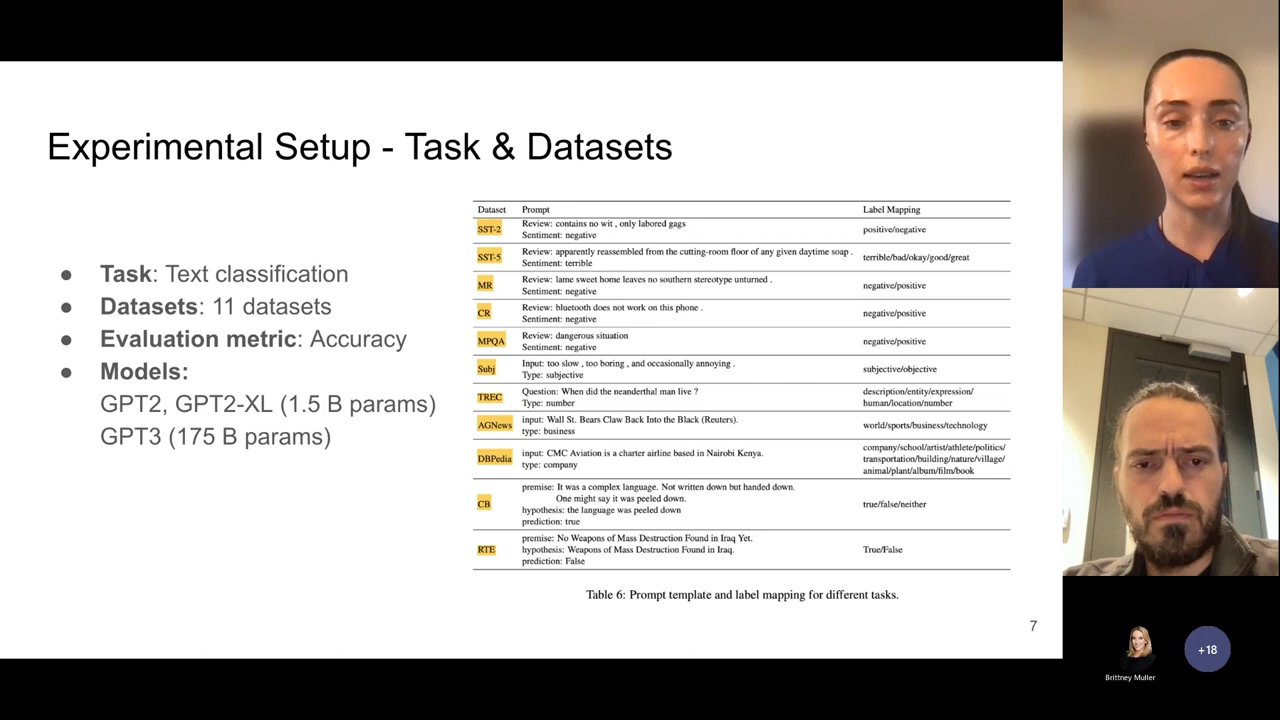 Experimental Setup - Task & Datasets
● Task: Text classification
● Datasets: 11 datasets
● Evaluation metric: Accuracy
● Models:
GPT2, GPT2-XL (1.5 B params)
GPT3 (175 B params)
Dataset Prompt Label Mapping
SST-2 Review: contains no wit , only labored gags positive/negative
Sentiment: negative
SST-5 Review: apparently reassembled from the cutting-room floor of any given daytime soap . terrible/bad/okay/good/great
Sentiment: terrible
MR Review: lame sweet home leaves no southern stereotype unturned . negative/positive
Sentiment: negative
CR Review: bluetooth does not work on this phone . negative/positive
Sentiment: negative
MPQA Review: dangerous situation negative/positive
Sentiment: negative
Subj Input: too slow , too boring , and occasionally annoying . subjective/objective
Type: subjective
TREC Question: When did the neanderthal man live ? description/entity/expression/
Type: number human/location/number
AGNews input: Wall St. Bears Claw Back Into the Black (Reuters). world/sports/business/technology
type: business
DBPedia input: CMC Aviation is a charter airline based in Nairobi Kenya. company/school/artist/athlete/politics/
type: company transportation/building/nature/village/
animal/plant/album/film/book
CB premise: It was a complex language. Not written down but handed down. true/false/neither
One might say it was peeled down.
hypothesis: the language was peeled down
prediction: true
RTE premise: No Weapons of Mass Destruction Found in Iraq Yet. True/False
hypothesis: Weapons of Mass Destruction Found in Iraq.
prediction: False
Table 6: Prompt template and label mapping for different tasks.
7
+18
Brittney Muller